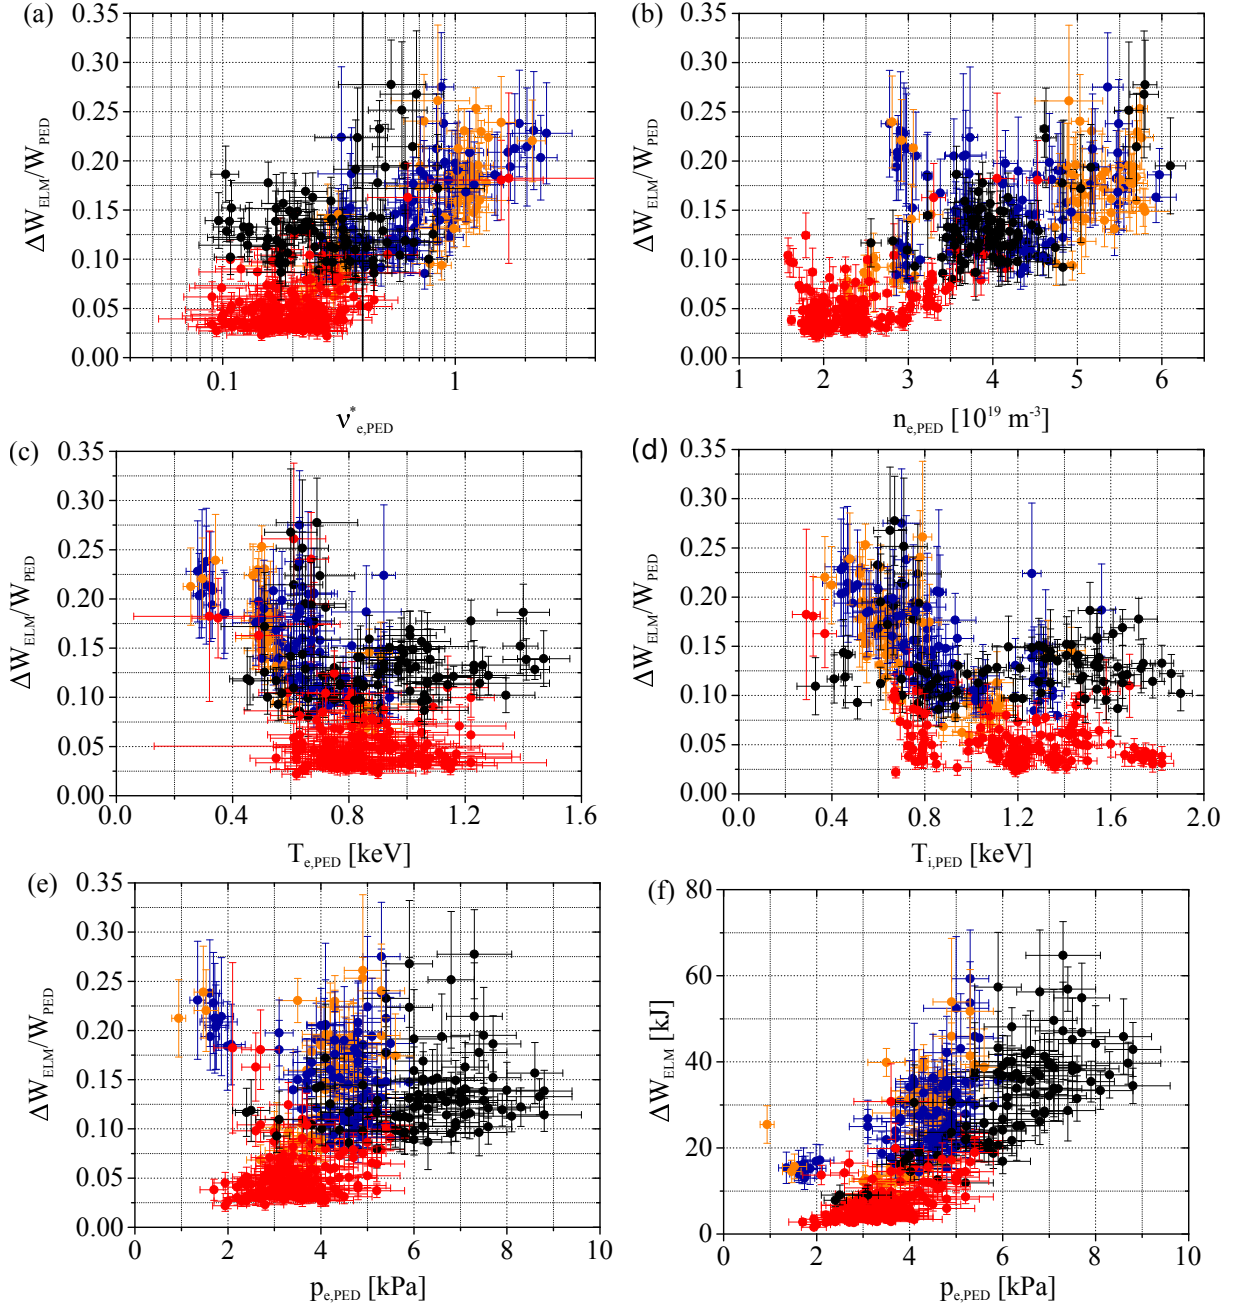 (a)
0.35
0.30
0.25
0.20
0.15
0.10
0.05
0.00
ΔW_ELM/W_PED
0.1 1
ν*_e,PED
(b)
0.35
0.30
0.25
0.20
0.15
0.10
0.05
0.00
ΔW_ELM/W_PED
1 2 3 4 5 6
n_e,PED [10^19 m^-3]
(c)
0.35
0.30
0.25
0.20
0.15
0.10
0.05
0.00
ΔW_ELM/W_PED
0.0 0.4 0.8 1.2 1.6
T_e,PED [keV]
(d)
0.35
0.30
0.25
0.20
0.15
0.10
0.05
0.00
ΔW_ELM/W_PED
0.0 0.4 0.8 1.2 1.6 2.0
T_i,PED [keV]
(e)
0.35
0.30
0.25
0.20
0.15
0.10
0.05
0.00
ΔW_ELM/W_PED
0 2 4 6 8 10
p_e,PED [kPa]
(f)
80
60
40
20
0
ΔW_ELM [kJ]
0 2 4 6 8 10
p_e,PED [kPa]